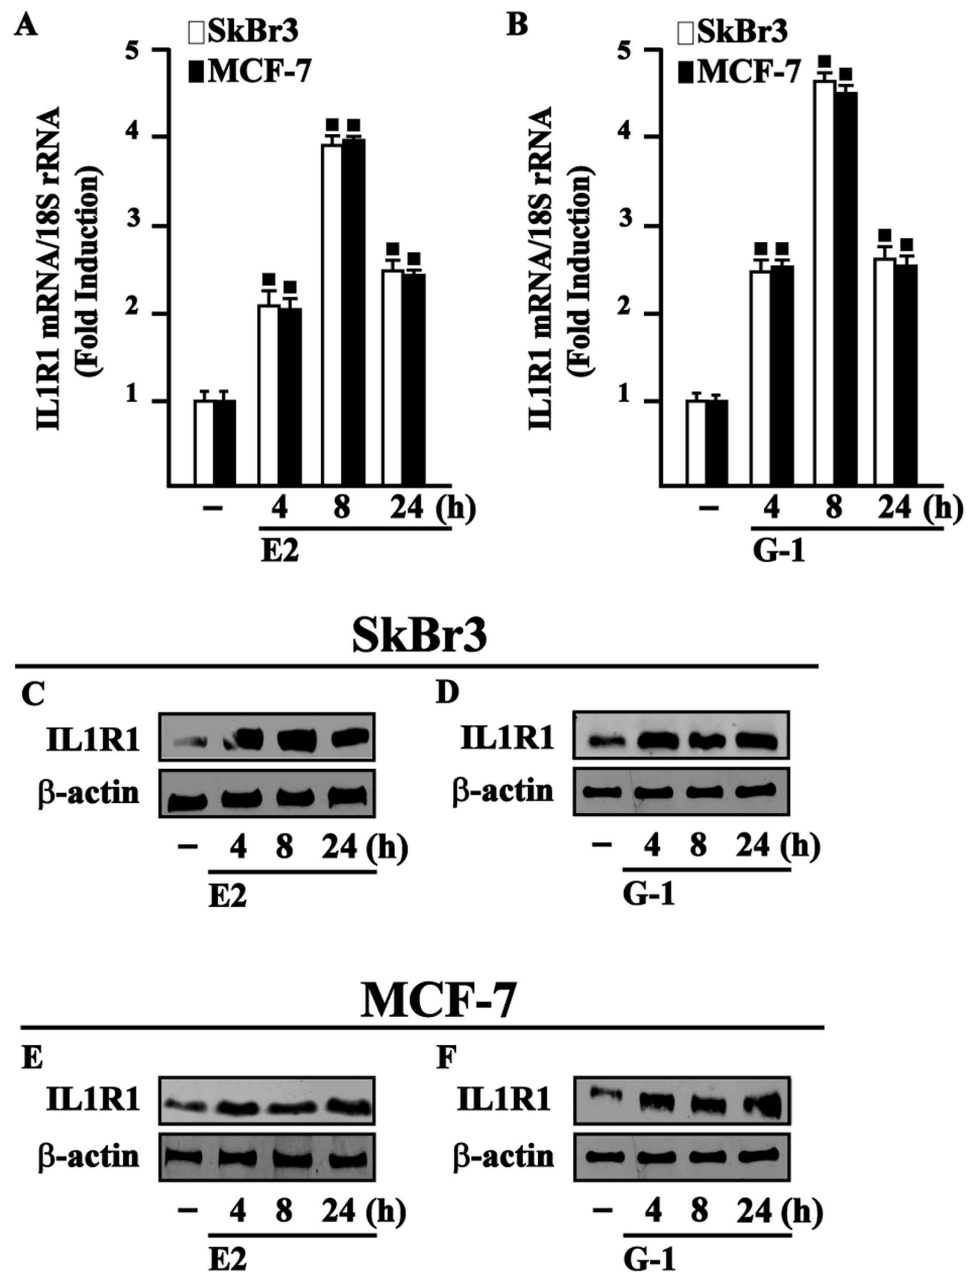 A
SkBr3
MCF-7
IL1R1 mRNA/18S rRNA
(Fold Induction)
5
4
3
2
1
– 4 8 24 (h)
E2
B
SkBr3
MCF-7
IL1R1 mRNA/18S rRNA
(Fold Induction)
5
4
3
2
1
– 4 8 24 (h)
G-1
SkBr3
C
IL1R1
β-actin
– 4 8 24 (h)
E2
D
IL1R1
β-actin
– 4 8 24 (h)
G-1
MCF-7
E
IL1R1
β-actin
– 4 8 24 (h)
E2
F
IL1R1
β-actin
– 4 8 24 (h)
G-1